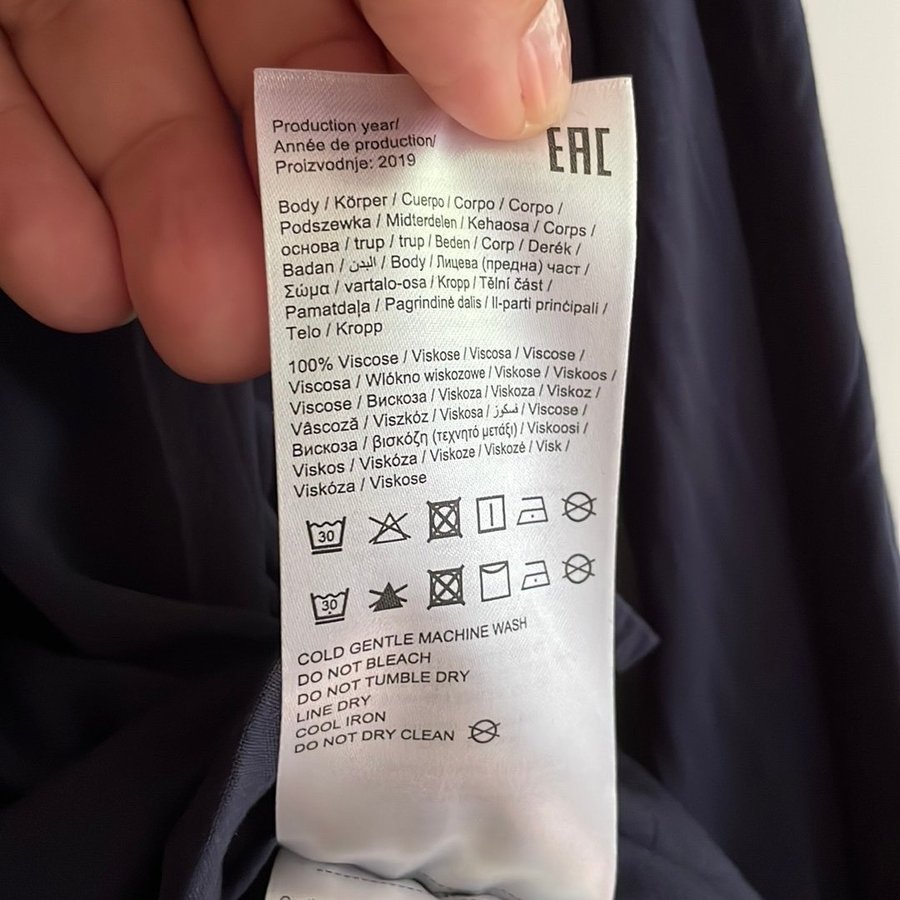 Production year/
Année de production/
Proizvodnje: 2019
EAC
Body / Körper / Cuerpo / Corpo / Corpo /
Podszewka / Midterdelen / Kehaosa / Corps /
основа / trup / trup / Beden / Corp / Derék /
Badan / البدن / Body / Лицева (предна) част /
Σώμα / vartalo-osa / Kropp / Tělní část /
Pamatdaļa / Pagrindinė dalis / Il-parti prinċipali /
Telo / Kropp
100% Viscose / Viskose / Viscosa / Viscose /
Viscosa / Wlókno wiskozowe / Viskose / Viskoos /
Viscose / Вискоза / Viskoza / Viskoza / Viskoz /
Vâscoză / Viszkóz / Viskosa / فسكوز / Viscose /
Вискоза / βισκόζη (τεχνητό μετάξι) / Viskoosi /
Viskos / Viskóza / Viskoze / Viskozė / Visk /
Viskóza / Viskose
30
30
COLD GENTLE MACHINE WASH
DO NOT BLEACH
DO NOT TUMBLE DRY
LINE DRY
COOL IRON
DO NOT DRY CLEAN